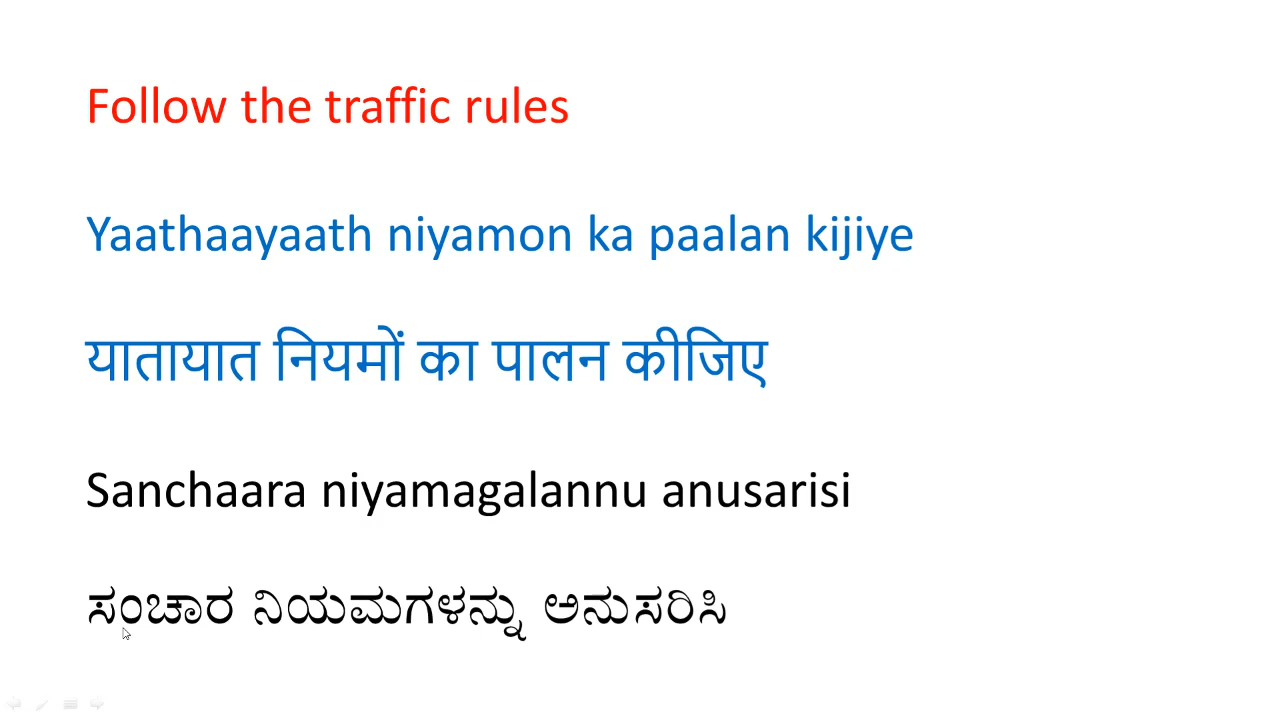 Follow the traffic rules
Yaathaayaath niyamon ka paalan kijiye
यातायात नियमों का पालन कीजिए
Sanchaara niyamagalannu anusarisi
ಸಂಚಾರ ನಿಯಮಗಳನ್ನು ಅನುಸರಿಸಿ